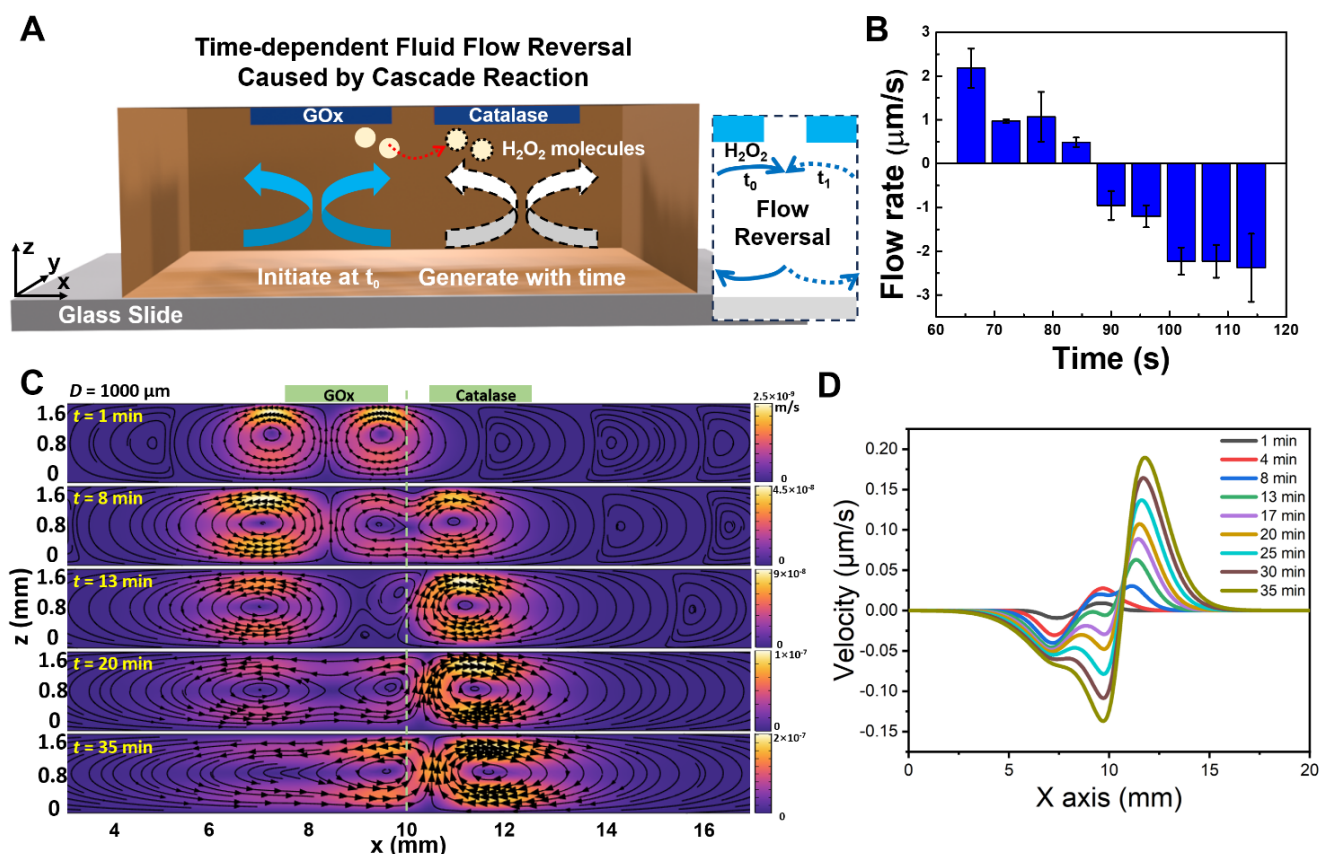 A
Time-dependent Fluid Flow Reversal
Caused by Cascade Reaction
GOx
Catalase
H₂O₂ molecules
Initiate at t₀
Generate with time
z
y
x
Glass Slide
H₂O₂
t₀
t₁
Flow
Reversal
B
Flow rate (μm/s)
3
2
1
0
-1
-2
-3
60 70 80 90 100 110 120
Time (s)
C
D = 1000 μm
GOx
Catalase
z (mm)
1.6
0.8
0
t = 1 min
2.5×10⁻⁹
m/s
0
1.6
0.8
0
t = 8 min
4.5×10⁻⁸
0
1.6
0.8
0
t = 13 min
9×10⁻⁸
0
1.6
0.8
0
t = 20 min
1×10⁻⁷
0
1.6
0.8
0
t = 35 min
2×10⁻⁷
0
4 6 8 10 12 14 16
x (mm)
D
Velocity (μm/s)
0.20
0.15
0.10
0.05
0.00
-0.05
-0.10
-0.15
1 min
4 min
8 min
13 min
17 min
20 min
25 min
30 min
35 min
0 5 10 15 20
X axis (mm)